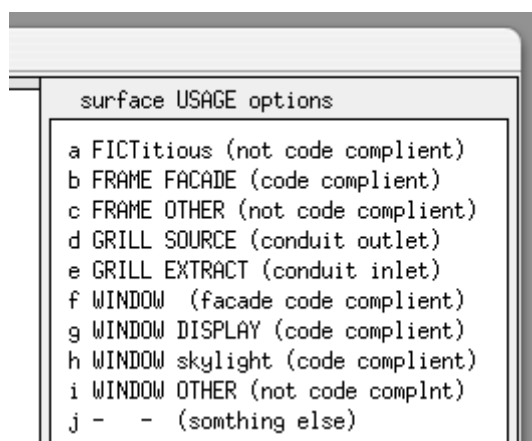 surface USAGE options
a FICTitious (not code complient)
b FRAME FACADE (code complient)
c FRAME OTHER (not code complient)
d GRILL SOURCE (conduit outlet)
e GRILL EXTRACT (conduit inlet)
f WINDOW  (facade code complient)
g WINDOW DISPLAY (code complient)
h WINDOW skylight (code complient)
i WINDOW OTHER (not code complnt)
j -  -  (somthing else)